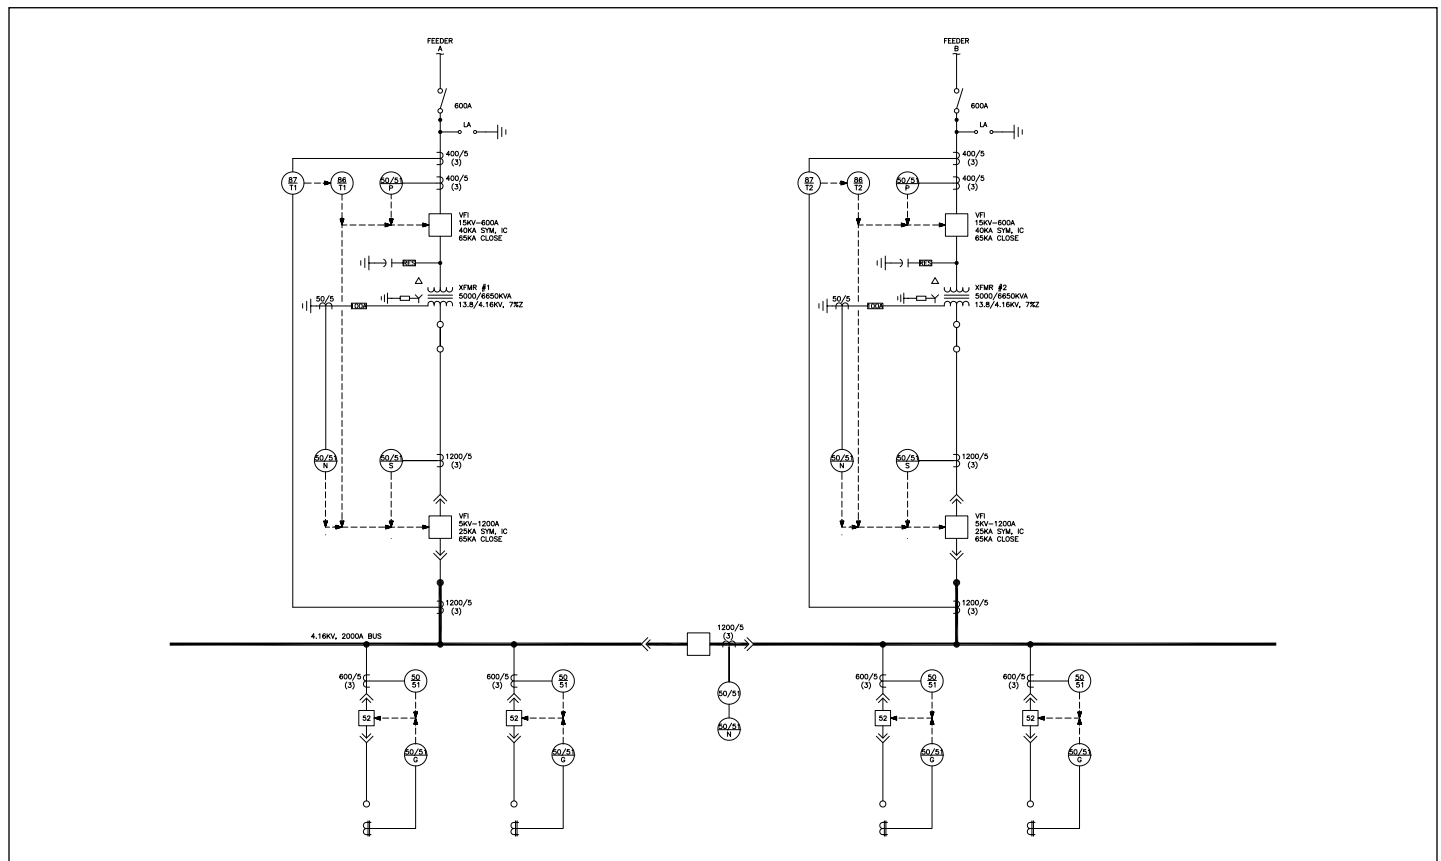 FEEDER
A
600A
LA
400/5
(3)
87
T1
86
T1
50/51
P
400/5
(3)
VFI
15KV-600A
40KA SYM, IC
65KA CLOSE
RES
50/5
100A
XFMR #1
5000/6650KVA
13.8/4.16KV, 7%Z
50/51
N
50/51
S
1200/5
(3)
VFI
5KV-1200A
25KA SYM, IC
65KA CLOSE
1200/5
(3)
FEEDER
B
600A
LA
400/5
(3)
87
T2
86
T2
50/51
P
400/5
(3)
VFI
15KV-600A
40KA SYM, IC
65KA CLOSE
RES
50/5
100A
XFMR #2
5000/6650KVA
13.8/4.16KV, 7%Z
50/51
N
50/51
S
1200/5
(3)
VFI
5KV-1200A
25KA SYM, IC
65KA CLOSE
1200/5
(3)
4.16KV, 2000A BUS
1200/5
(3)
50/51
50/51
N
600/5
(3)
50
51
52
50/51
G
600/5
(3)
50
51
52
50/51
G
600/5
(3)
50
51
52
50/51
G
600/5
(3)
50
51
52
50/51
G